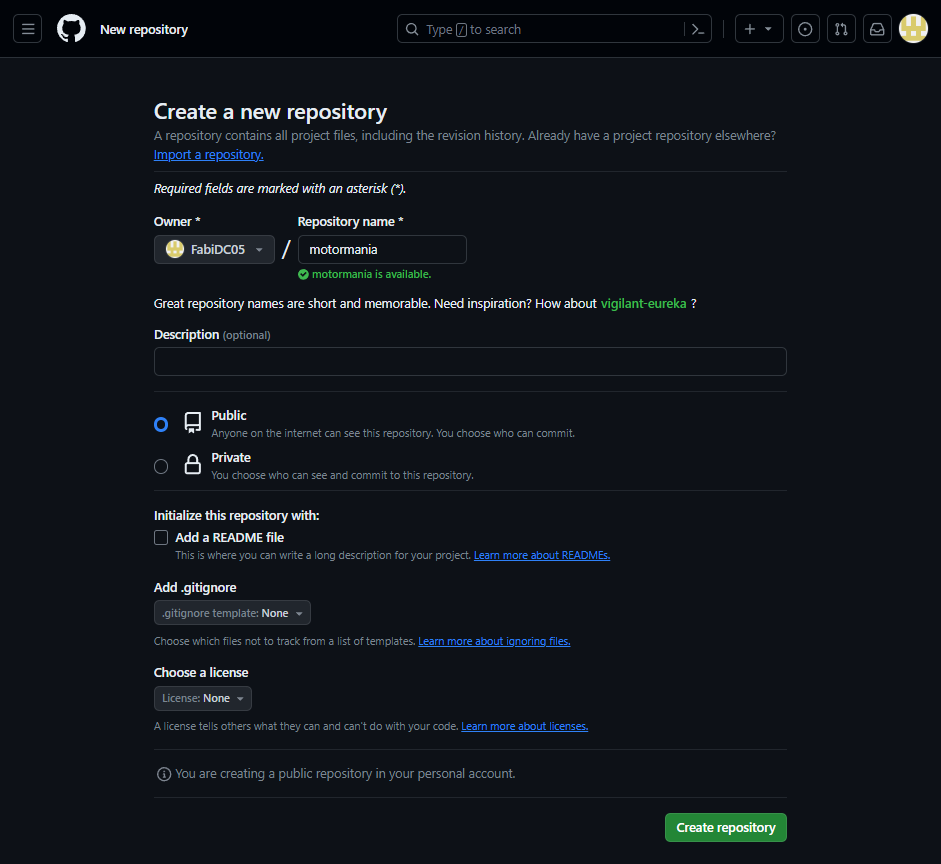 New repository
Type / to search
Create a new repository
A repository contains all project files, including the revision history. Already have a project repository elsewhere?
Import a repository.
Required fields are marked with an asterisk (*).
Owner * Repository name *
FabiDC05 / motormania
motormania is available.
Great repository names are short and memorable. Need inspiration? How about vigilant-eureka ?
Description (optional)
Public
Anyone on the internet can see this repository. You choose who can commit.
Private
You choose who can see and commit to this repository.
Initialize this repository with:
Add a README file
This is where you can write a long description for your project. Learn more about READMEs.
Add .gitignore
.gitignore template: None
Choose which files not to track from a list of templates. Learn more about ignoring files.
Choose a license
License: None
A license tells others what they can and can't do with your code. Learn more about licenses.
You are creating a public repository in your personal account.
Create repository